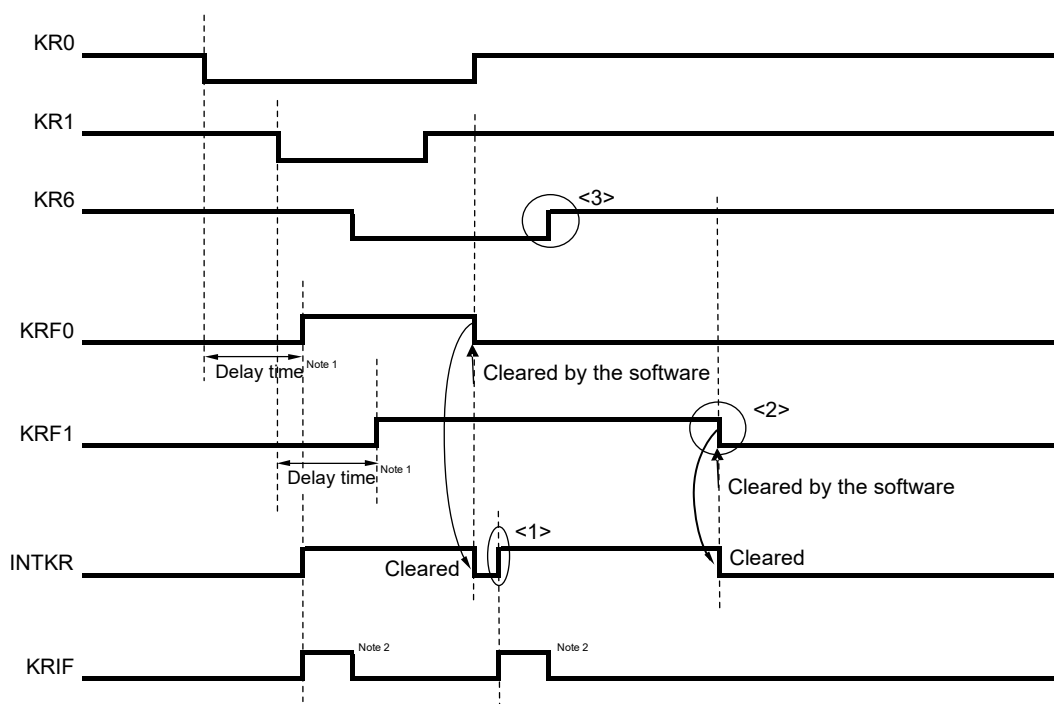 KR0
KR1
KR6
<3>
KRF0
Delay time Note 1
Cleared by the software
KRF1
<2>
Delay time Note 1
Cleared by the software
INTKR
Cleared
<1>
Cleared
KRIF
Note 2
Note 2